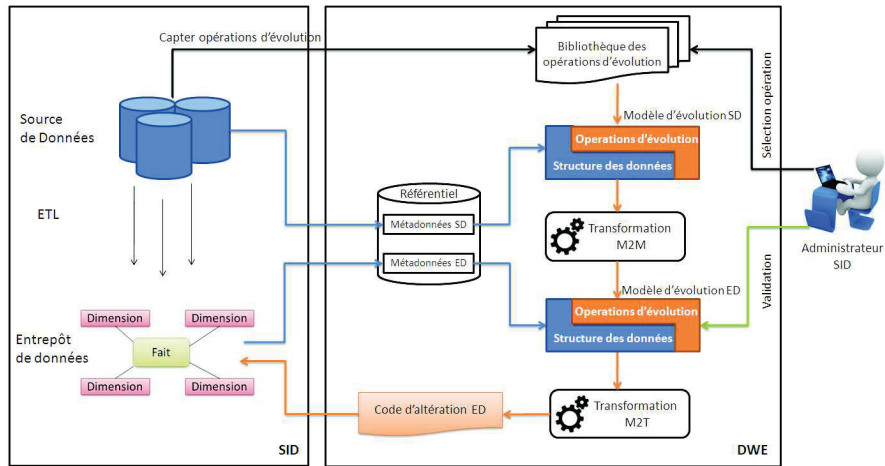 Capter opérations d'évolution
Bibliothèque des
opérations d'évolution
Source
de Données
Modèle d'évolution SD
Operations d'évolution
Structure des données
Sélection opération
Référentiel
ETL
Métadonnées SD
Transformation
M2M
Administrateur
SID
Métadonnées ED
Modèle d'évolution ED
Validation
Dimension
Dimension
Operations d'évolution
Entrepôt
de données
Fait
Structure des données
Dimension
Dimension
Code d'altération ED
Transformation
M2T
SID
DWE